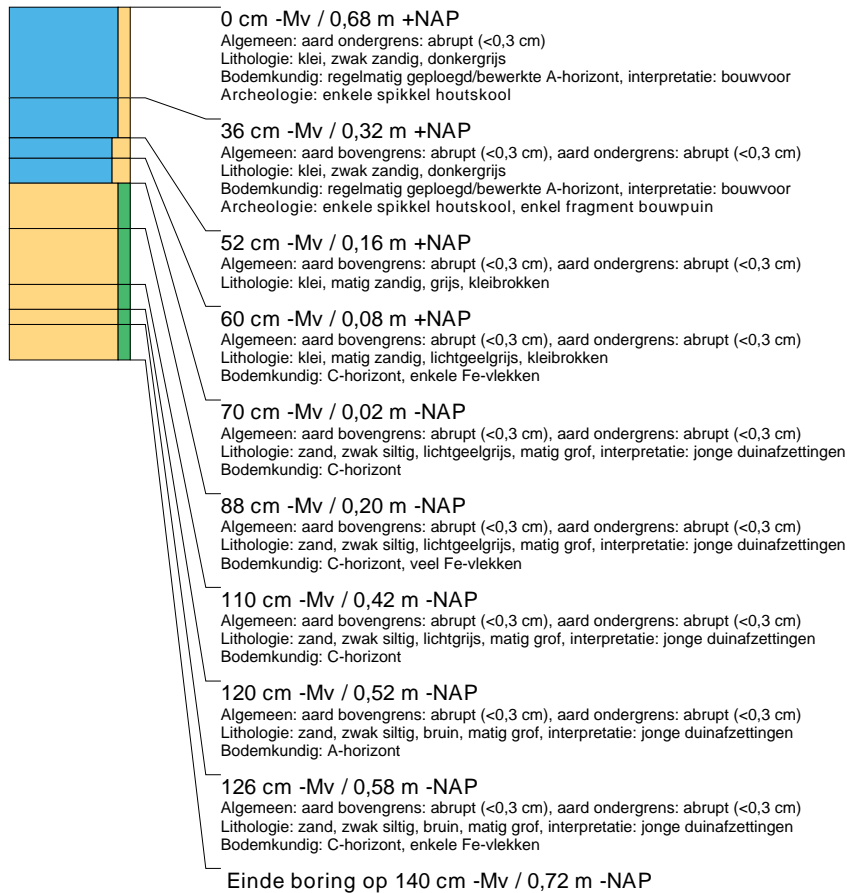 0 cm -Mv / 0,68 m +NAP
Algemeen: aard ondergrens: abrupt (<0,3 cm)
Lithologie: klei, zwak zandig, donkergrijs
Bodemkundig: regelmatig geploegd/bewerkte A-horizont, interpretatie: bouwvoor
Archeologie: enkele spikkel houtskool
36 cm -Mv / 0,32 m +NAP
Algemeen: aard bovengrens: abrupt (<0,3 cm), aard ondergrens: abrupt (<0,3 cm)
Lithologie: klei, zwak zandig, donkergrijs
Bodemkundig: regelmatig geploegd/bewerkte A-horizont, interpretatie: bouwvoor
Archeologie: enkele spikkel houtskool, enkel fragment bouwpuin
52 cm -Mv / 0,16 m +NAP
Algemeen: aard bovengrens: abrupt (<0,3 cm), aard ondergrens: abrupt (<0,3 cm)
Lithologie: klei, matig zandig, grijs, kleibrokken
60 cm -Mv / 0,08 m +NAP
Algemeen: aard bovengrens: abrupt (<0,3 cm), aard ondergrens: abrupt (<0,3 cm)
Lithologie: klei, matig zandig, lichtgeelgrijs, kleibrokken
Bodemkundig: C-horizont, enkele Fe-vlekken
70 cm -Mv / 0,02 m -NAP
Algemeen: aard bovengrens: abrupt (<0,3 cm), aard ondergrens: abrupt (<0,3 cm)
Lithologie: zand, zwak siltig, lichtgeelgrijs, matig grof, interpretatie: jonge duinafzettingen
Bodemkundig: C-horizont
88 cm -Mv / 0,20 m -NAP
Algemeen: aard bovengrens: abrupt (<0,3 cm), aard ondergrens: abrupt (<0,3 cm)
Lithologie: zand, zwak siltig, lichtgeelgrijs, matig grof, interpretatie: jonge duinafzettingen
Bodemkundig: C-horizont, veel Fe-vlekken
110 cm -Mv / 0,42 m -NAP
Algemeen: aard bovengrens: abrupt (<0,3 cm), aard ondergrens: abrupt (<0,3 cm)
Lithologie: zand, zwak siltig, lichtgrijs, matig grof, interpretatie: jonge duinafzettingen
Bodemkundig: C-horizont
120 cm -Mv / 0,52 m -NAP
Algemeen: aard bovengrens: abrupt (<0,3 cm), aard ondergrens: abrupt (<0,3 cm)
Lithologie: zand, zwak siltig, bruin, matig grof, interpretatie: jonge duinafzettingen
Bodemkundig: A-horizont
126 cm -Mv / 0,58 m -NAP
Algemeen: aard bovengrens: abrupt (<0,3 cm), aard ondergrens: abrupt (<0,3 cm)
Lithologie: zand, zwak siltig, bruin, matig grof, interpretatie: jonge duinafzettingen
Bodemkundig: C-horizont, enkele Fe-vlekken
Einde boring op 140 cm -Mv / 0,72 m -NAP